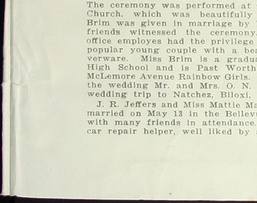 The ceremony was performed at
Church, which was beautifully
Brim was given in marriage by
friends witnessed the ceremony.
office employes had the privilege
popular young couple with a bea
verware. Miss Brim is a gradua
High School and is Past Worth
McLemore Avenue Rainbow Girls.
the wedding Mr. and Mrs. O. N.
wedding trip to Natchez, Biloxi,
J. R. Jeffers and Miss Mattie Ma
married on May 13 in the Bellev
with many friends in attendance.
car repair helper, well liked by